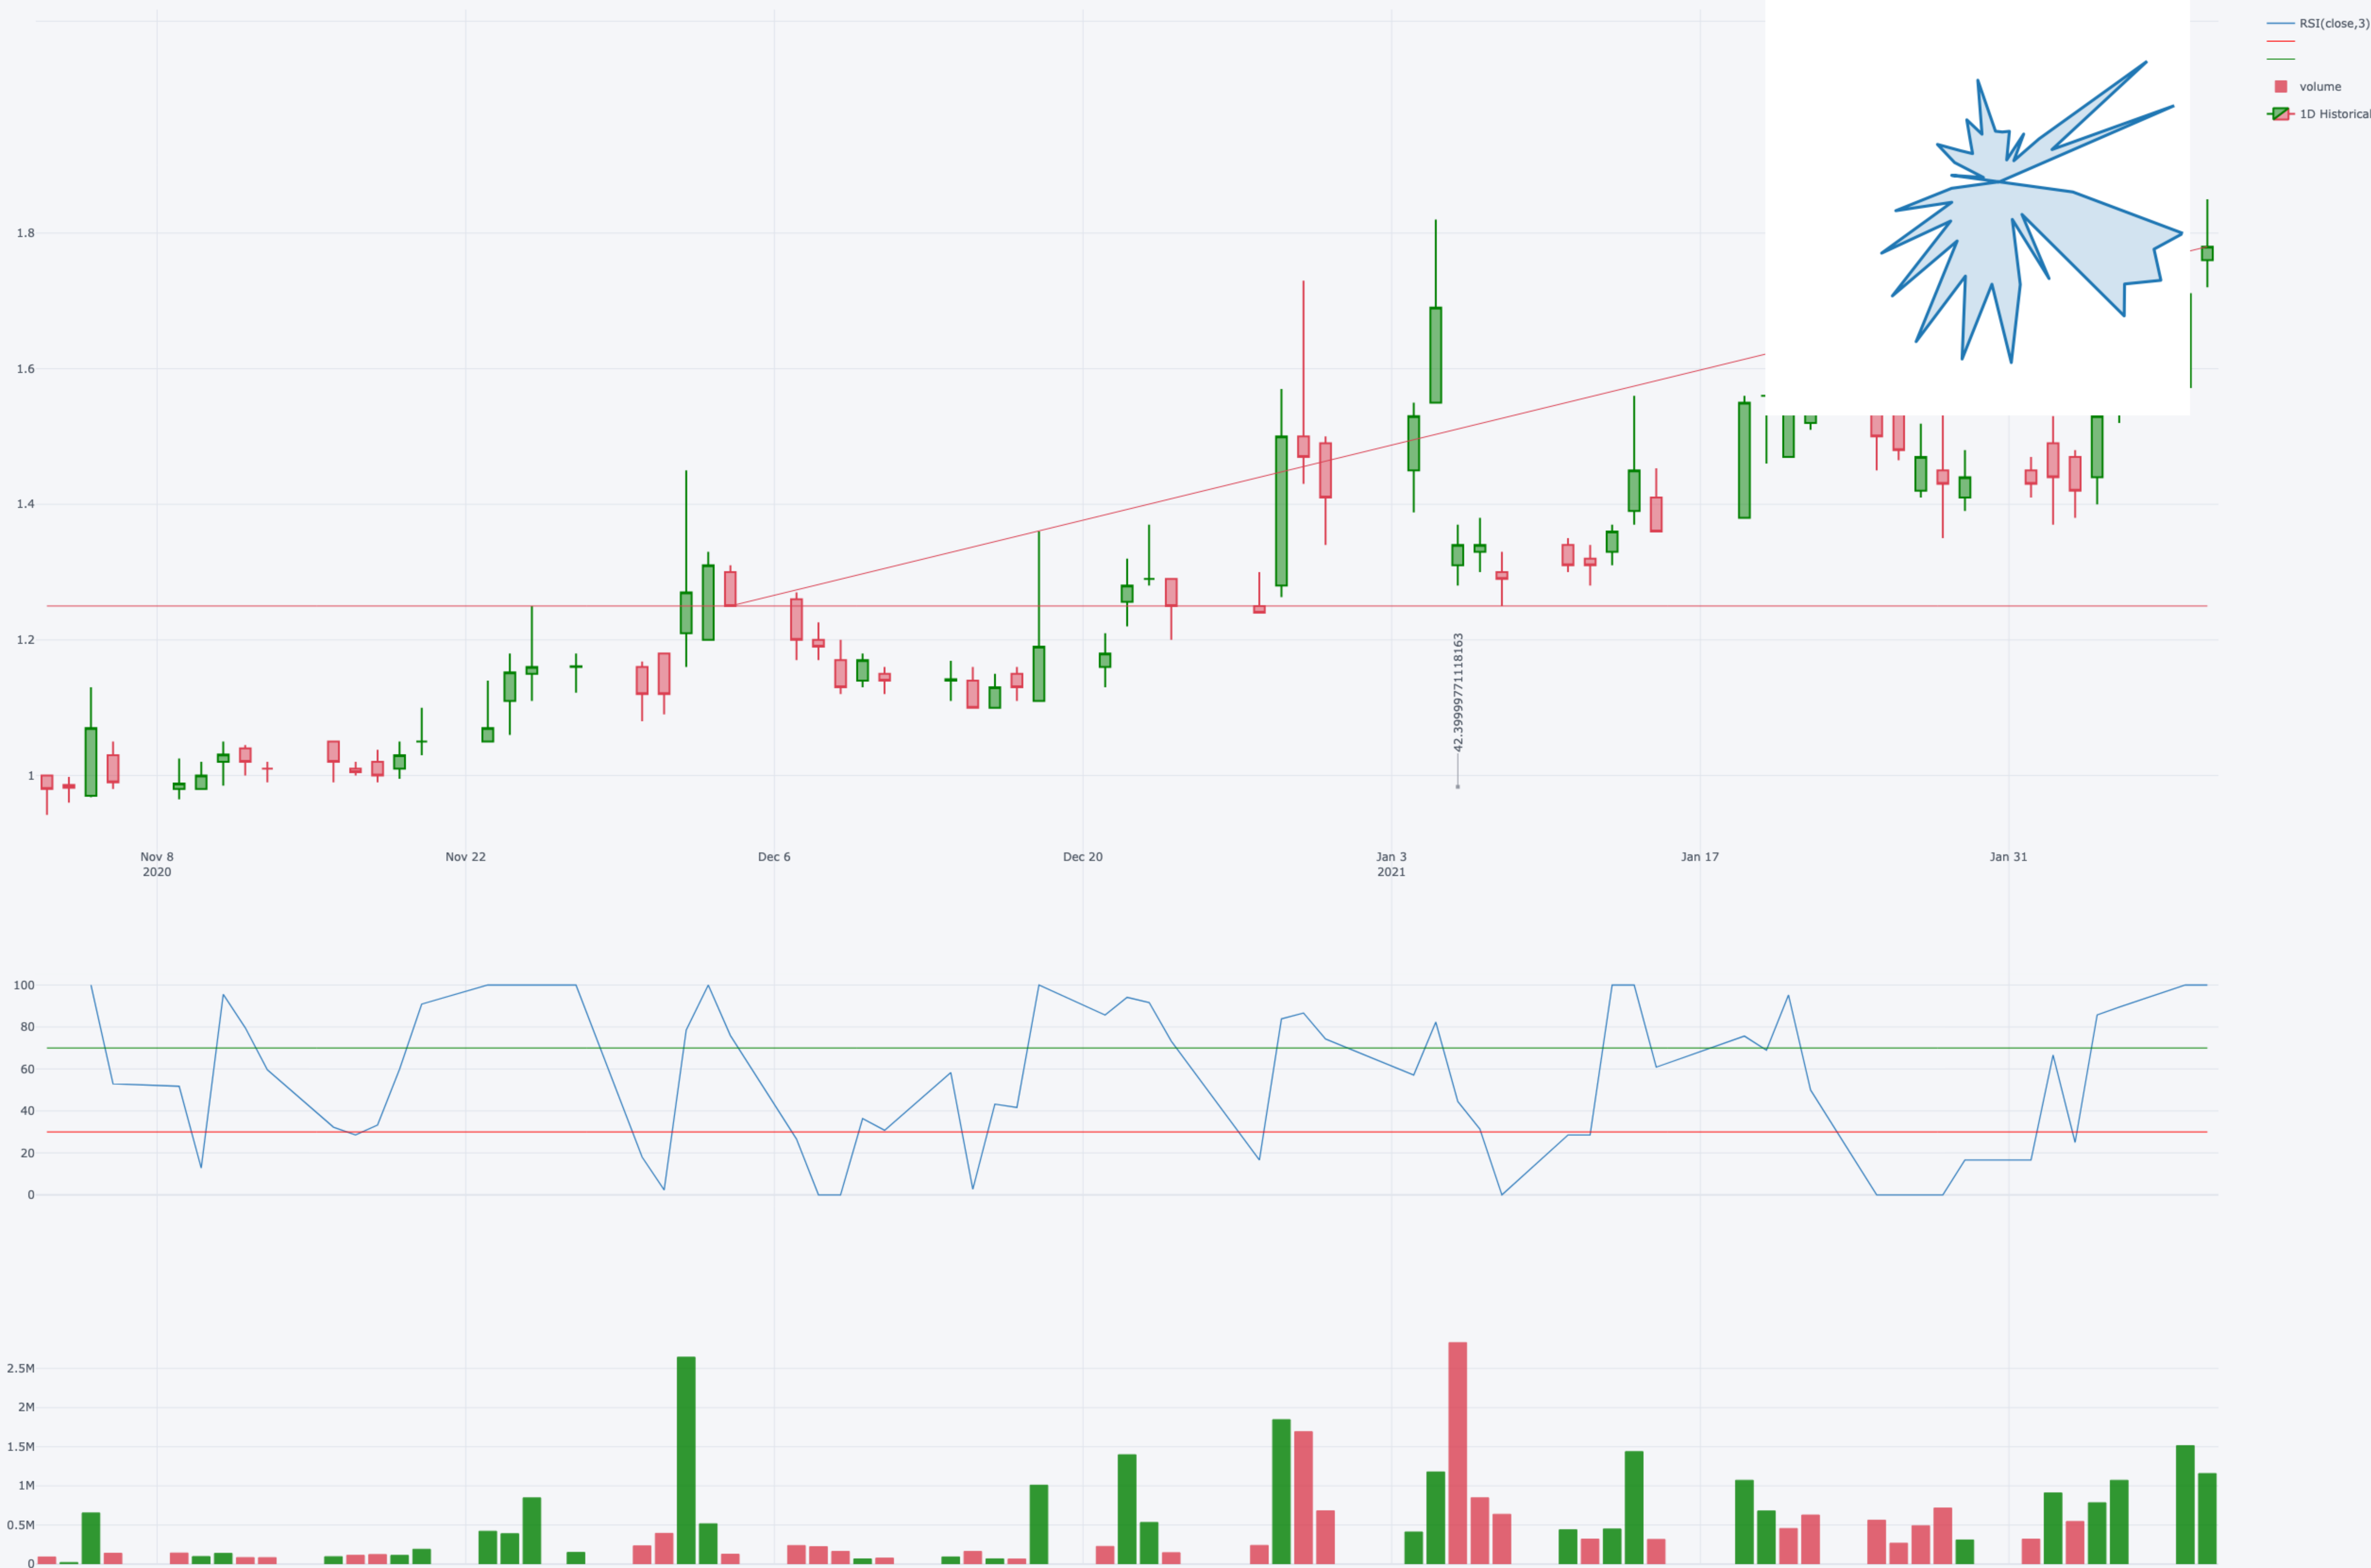 RSI(close,3)
volume
1D Historical
1.8
1.6
1.4
1.2
1
42.39999771118163
Nov 8
2020
Nov 22
Dec 6
Dec 20
Jan 3
2021
Jan 17
Jan 31
100
80
60
40
20
0
2.5M
2M
1.5M
1M
0.5M
0